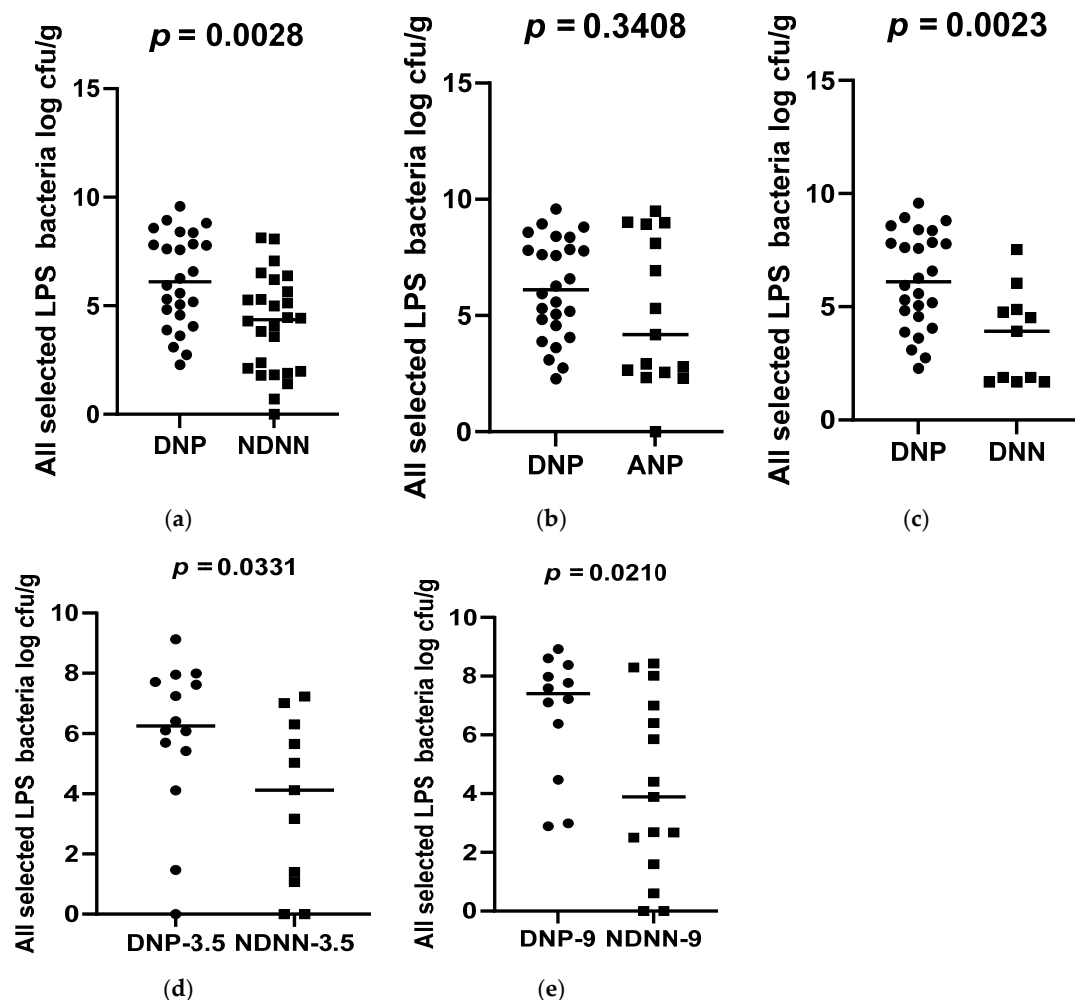 p = 0.0028
All selected LPS bacteria log cfu/g
15
10
5
0
DNP NDNN
(a)
p = 0.3408
All selected LPS bacteria log cfu/g
15
10
5
0
DNP ANP
(b)
p = 0.0023
All selected LPS bacteria log cfu/g
15
10
5
0
DNP DNN
(c)
p = 0.0331
All selected LPS bacteria log cfu/g
10
8
6
4
2
0
DNP-3.5 NDNN-3.5
(d)
p = 0.0210
All selected LPS bacteria log cfu/g
10
8
6
4
2
0
DNP-9 NDNN-9
(e)